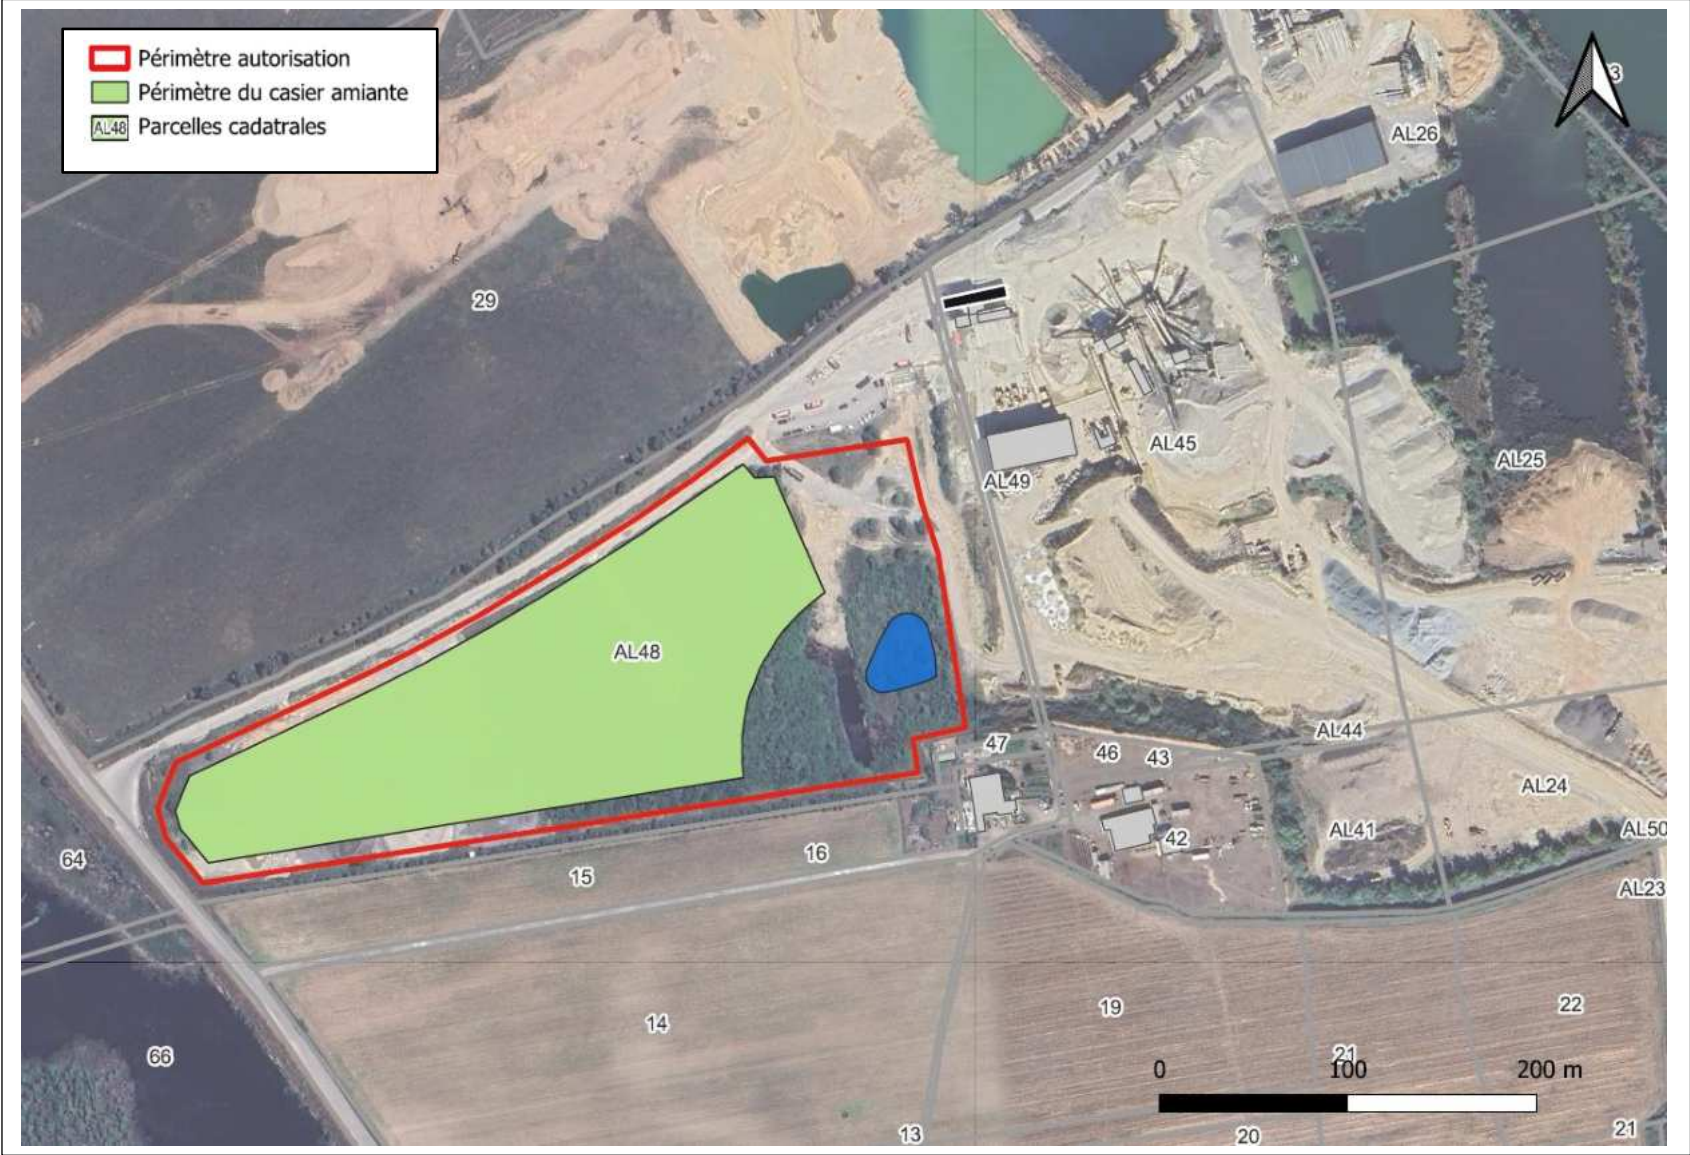 Périmètre autorisation
Périmètre du casier amiante
AL48 Parcelles cadatrales
3
AL26
29
AL45
AL49
AL25
AL48
47
46
43
AL44
AL24
42
AL41
AL50
64
15
16
AL23
14
19
22
66
21
0 100 200 m
13
20
21